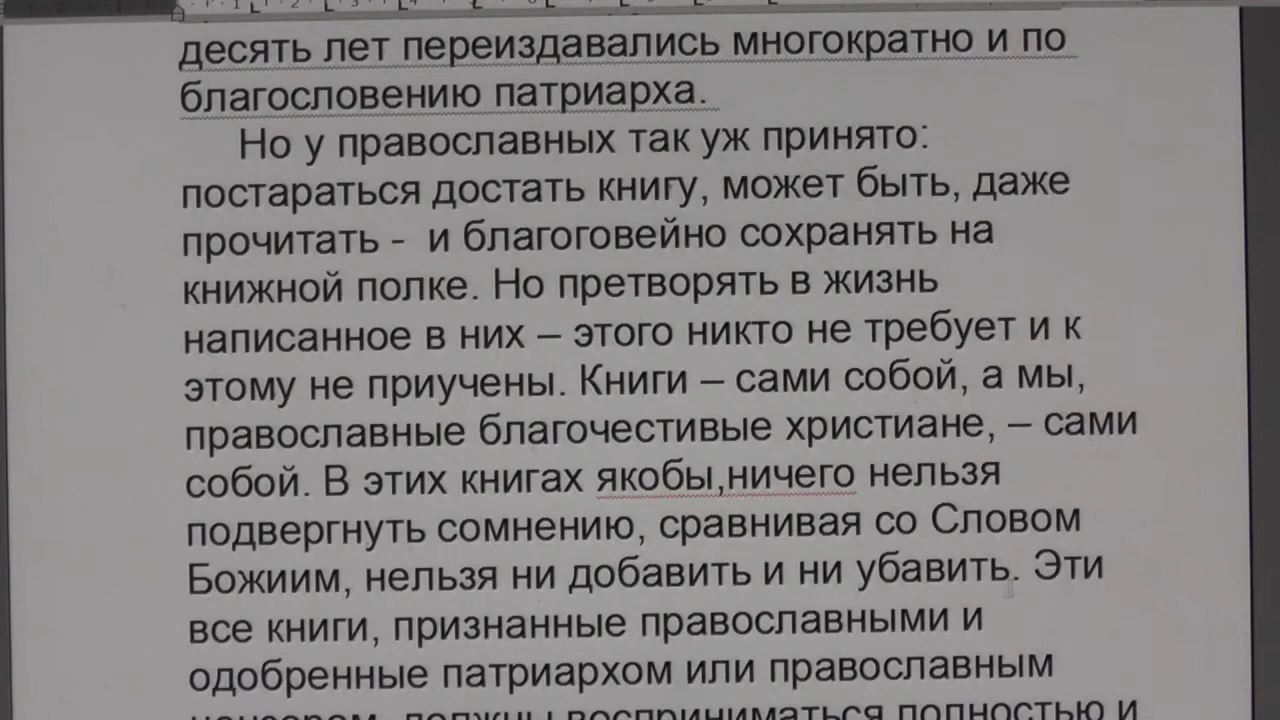 десять лет переиздавались многократно и по
благословению патриарха.
Но у православных так уж принято:
постараться достать книгу, может быть, даже
прочитать - и благоговейно сохранять на
книжной полке. Но претворять в жизнь
написанное в них – этого никто не требует и к
этому не приучены. Книги – сами собой, а мы,
православные благочестивые христиане, – сами
собой. В этих книгах якобы,ничего нельзя
подвергнуть сомнению, сравнивая со Словом
Божиим, нельзя ни добавить и ни убавить. Эти
все книги, признанные православными и
одобренные патриархом или православным
должны восприниматься полностью и